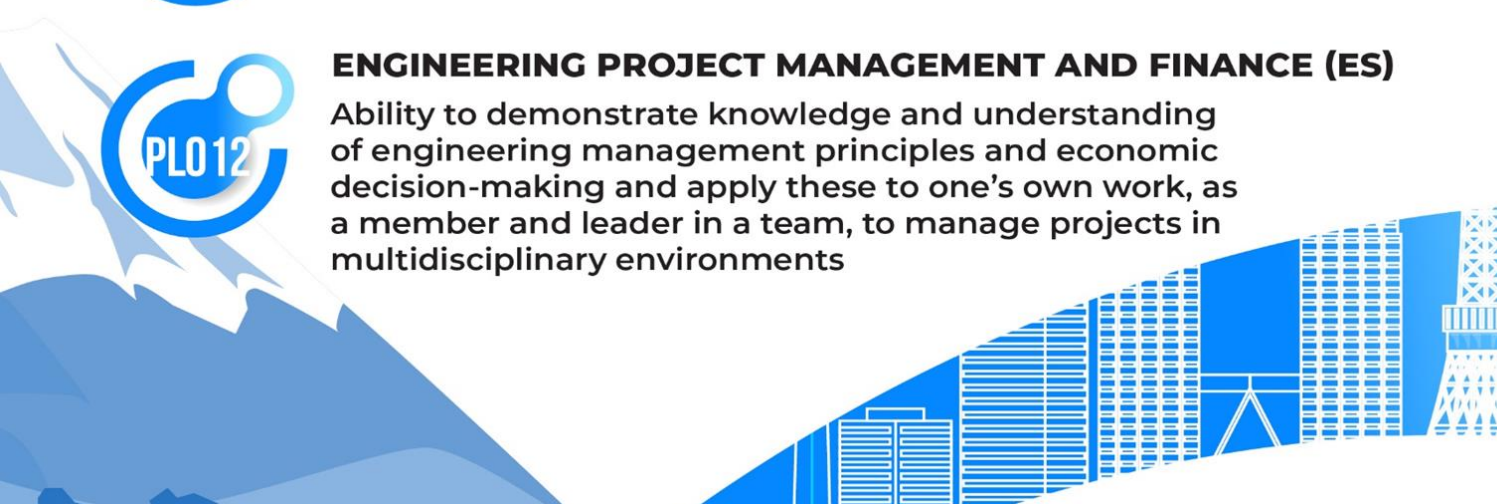 ENGINEERING PROJECT MANAGEMENT AND FINANCE (ES)
PLO12
Ability to demonstrate knowledge and understanding
of engineering management principles and economic
decision-making and apply these to one’s own work, as
a member and leader in a team, to manage projects in
multidisciplinary environments